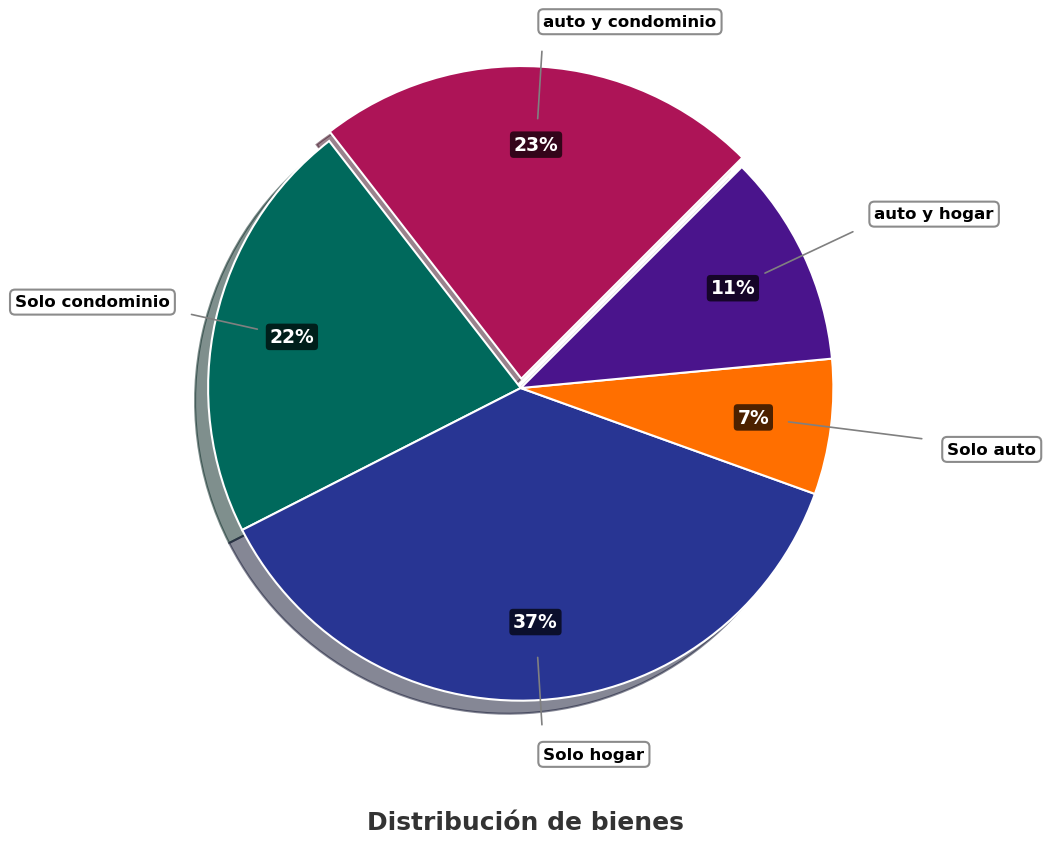 auto y condominio
23%
auto y hogar
11%
Solo condominio
22%
7%
Solo auto
37%
Solo hogar
Distribución de bienes